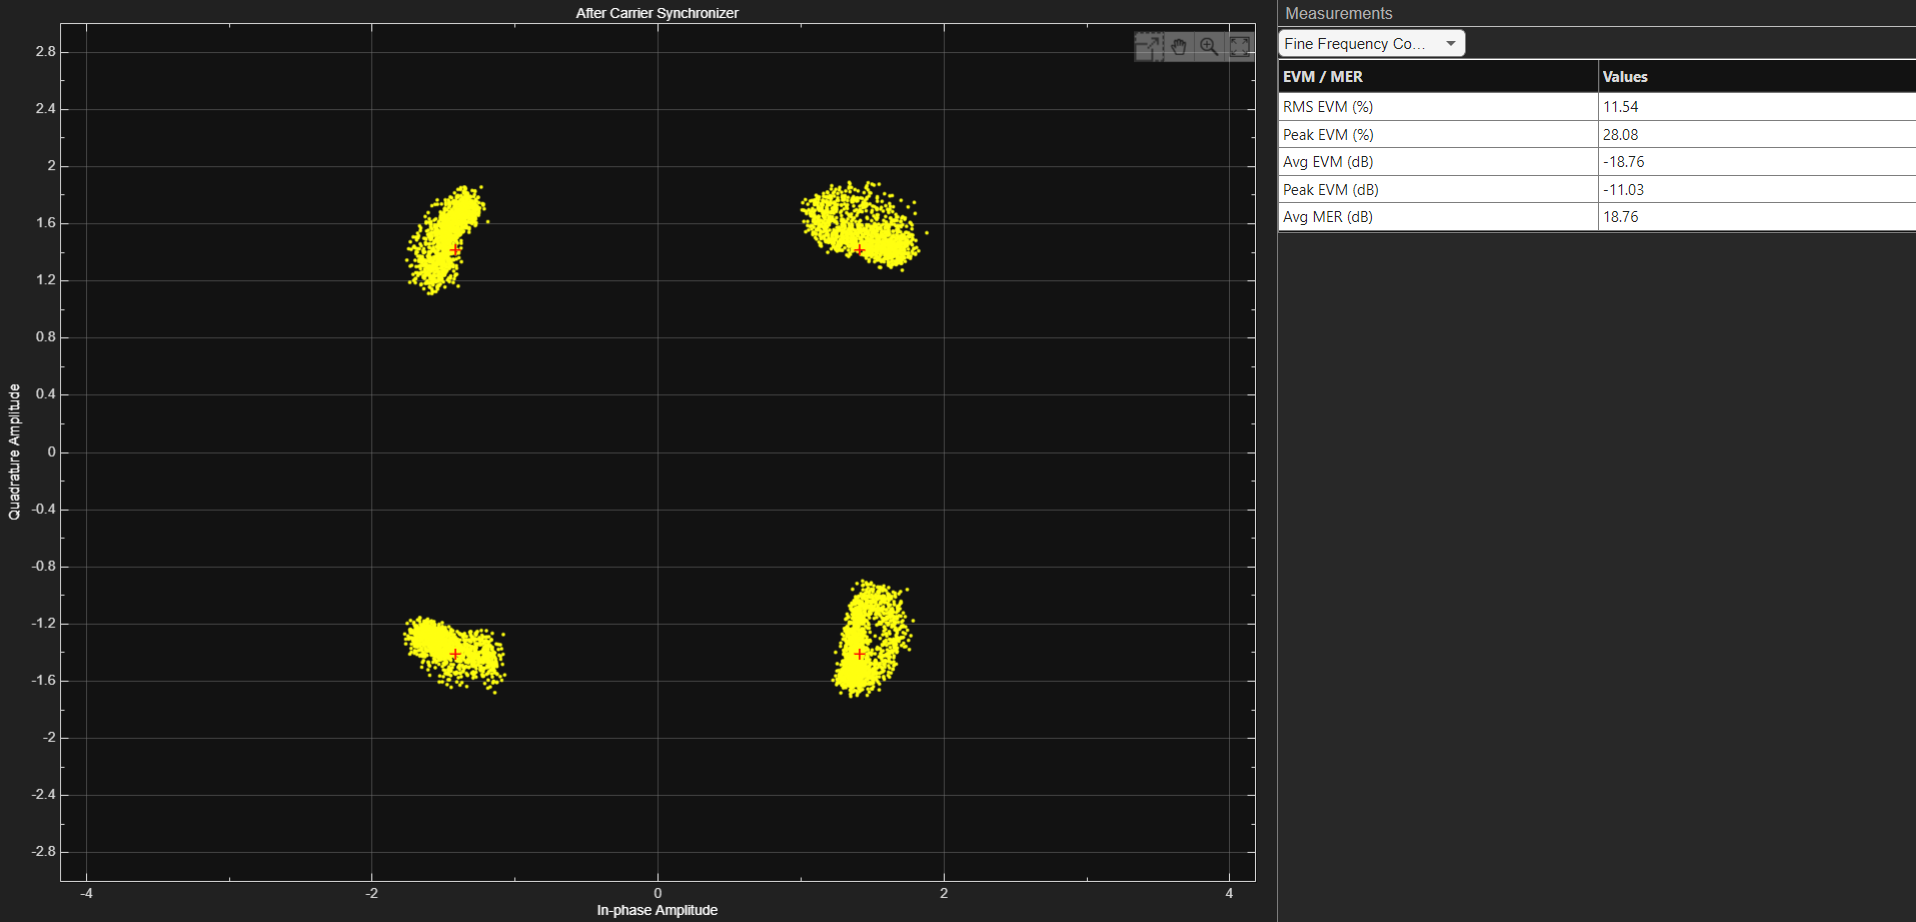 After Carrier Synchronizer
2.8
2.4
2
1.6
1.2
0.8
0.4
0
-0.4
-0.8
-1.2
-1.6
-2
-2.4
-2.8
Quadrature Amplitude
-4
-2
0
2
4
In-phase Amplitude
Measurements
Fine Frequency Co...
EVM / MER Values
RMS EVM (%) 11.54
Peak EVM (%) 28.08
Avg EVM (dB) -18.76
Peak EVM (dB) -11.03
Avg MER (dB) 18.76